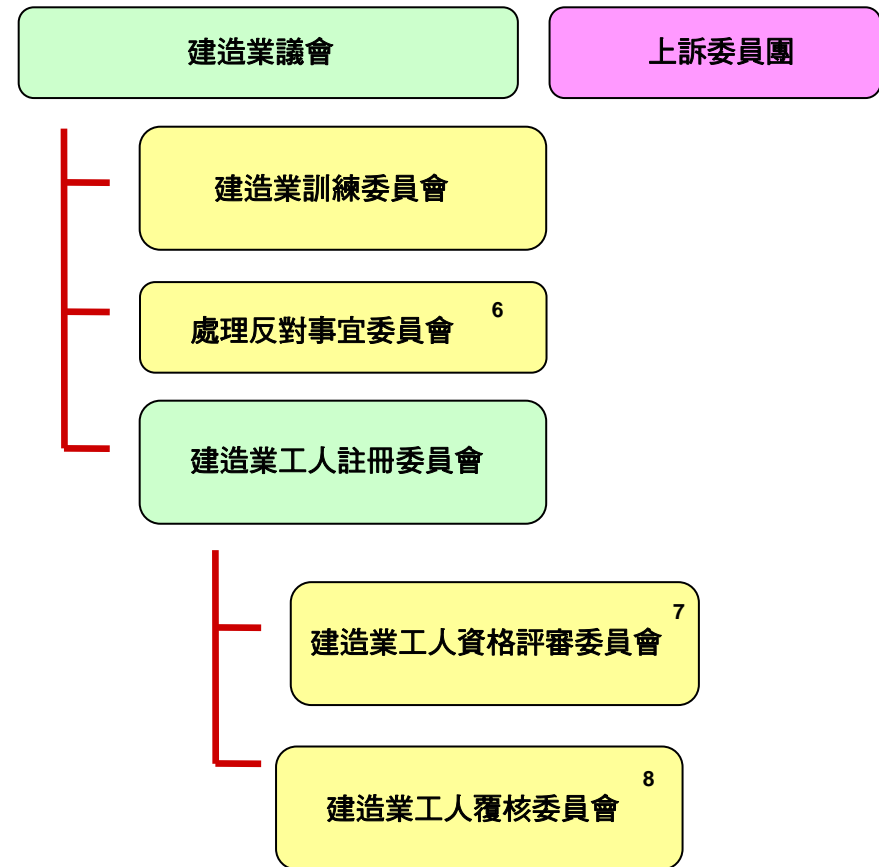 建造業議會
上訴委員團
建造業訓練委員會
處理反對事宜委員會 6
建造業工人註冊委員會
建造業工人資格評審委員會 7
建造業工人覆核委員會 8